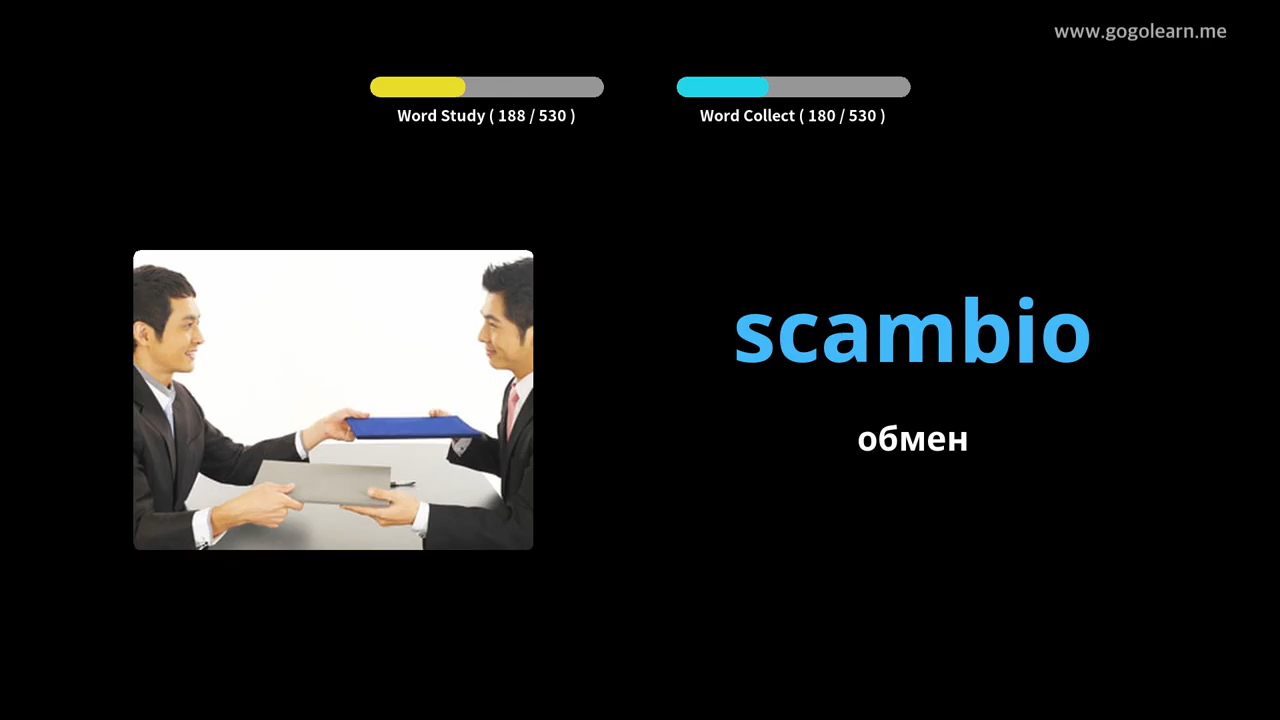 www.gogolearn.me
Word Study ( 188 / 530 )
Word Collect ( 180 / 530 )
scambio
обмен